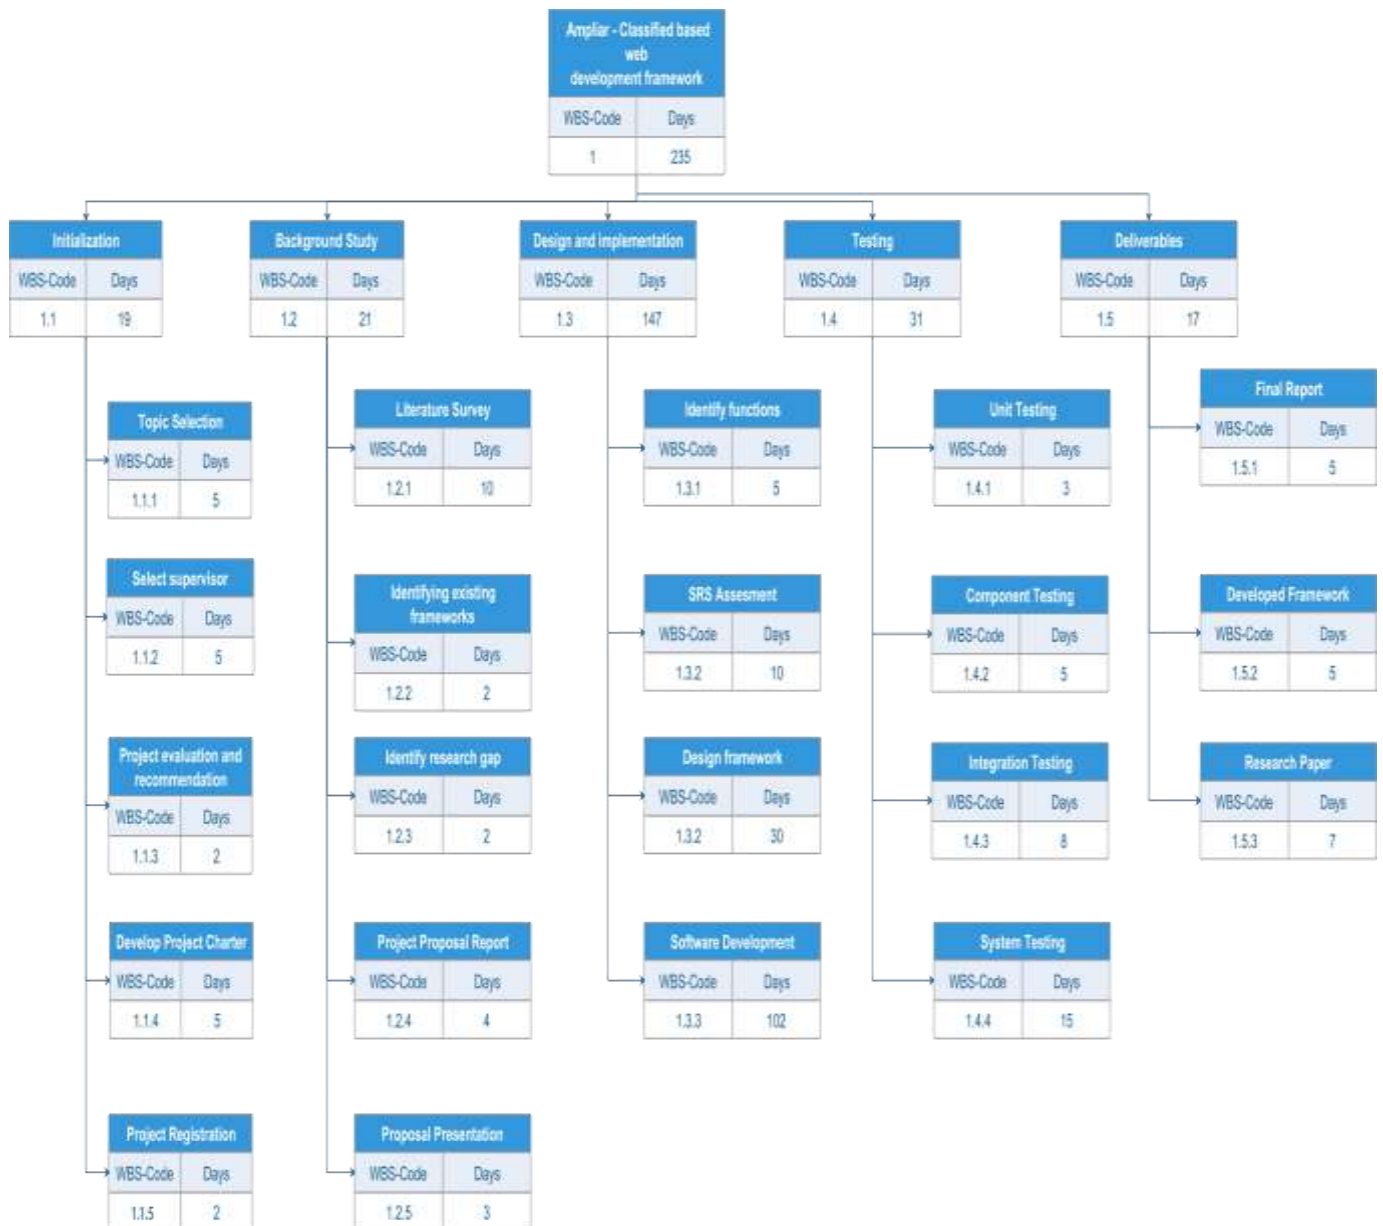 Ampliar - Classified based
web
development framework
WBS-Code Days
1 235
Initialization
WBS-Code Days
1.1 19
Topic Selection
WBS-Code Days
1.1.1 5
Select supervisor
WBS-Code Days
1.1.2 5
Project evaluation and
recommendation
WBS-Code Days
1.1.3 2
Develop Project Charter
WBS-Code Days
1.1.4 5
Project Registration
WBS-Code Days
1.1.5 2
Background Study
WBS-Code Days
1.2 21
Literature Survey
WBS-Code Days
1.2.1 10
Identifying existing
frameworks
WBS-Code Days
1.2.2 2
Identify research gap
WBS-Code Days
1.2.3 2
Project Proposal Report
WBS-Code Days
1.2.4 4
Proposal Presentation
WBS-Code Days
1.2.5 3
Design and implementation
WBS-Code Days
1.3 147
Identify functions
WBS-Code Days
1.3.1 5
SRS Assesment
WBS-Code Days
1.3.2 10
Design framework
WBS-Code Days
1.3.2 30
Software Development
WBS-Code Days
1.3.3 102
Testing
WBS-Code Days
1.4 31
Unit Testing
WBS-Code Days
1.4.1 3
Component Testing
WBS-Code Days
1.4.2 5
Integration Testing
WBS-Code Days
1.4.3 8
System Testing
WBS-Code Days
1.4.4 15
Deliverables
WBS-Code Days
1.5 17
Final Report
WBS-Code Days
1.5.1 5
Developed Framework
WBS-Code Days
1.5.2 5
Research Paper
WBS-Code Days
1.5.3 7